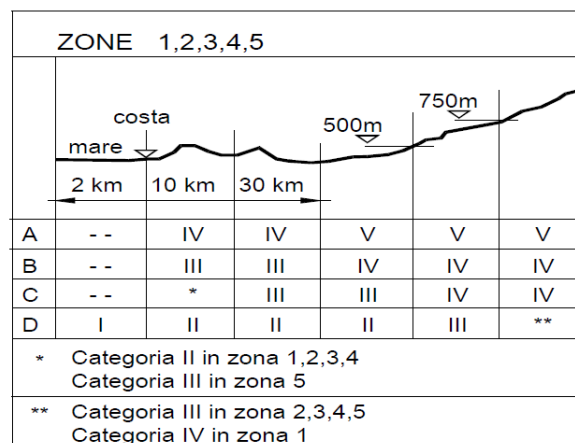 ZONE 1,2,3,4,5
750m
costa
500m
mare
2 km 10 km 30 km
A -- IV IV V V V
B -- III III IV IV IV
C -- * III III IV IV
D I II II II III **
* Categoria II in zona 1,2,3,4
Categoria III in zona 5
** Categoria III in zona 2,3,4,5
Categoria IV in zona 1